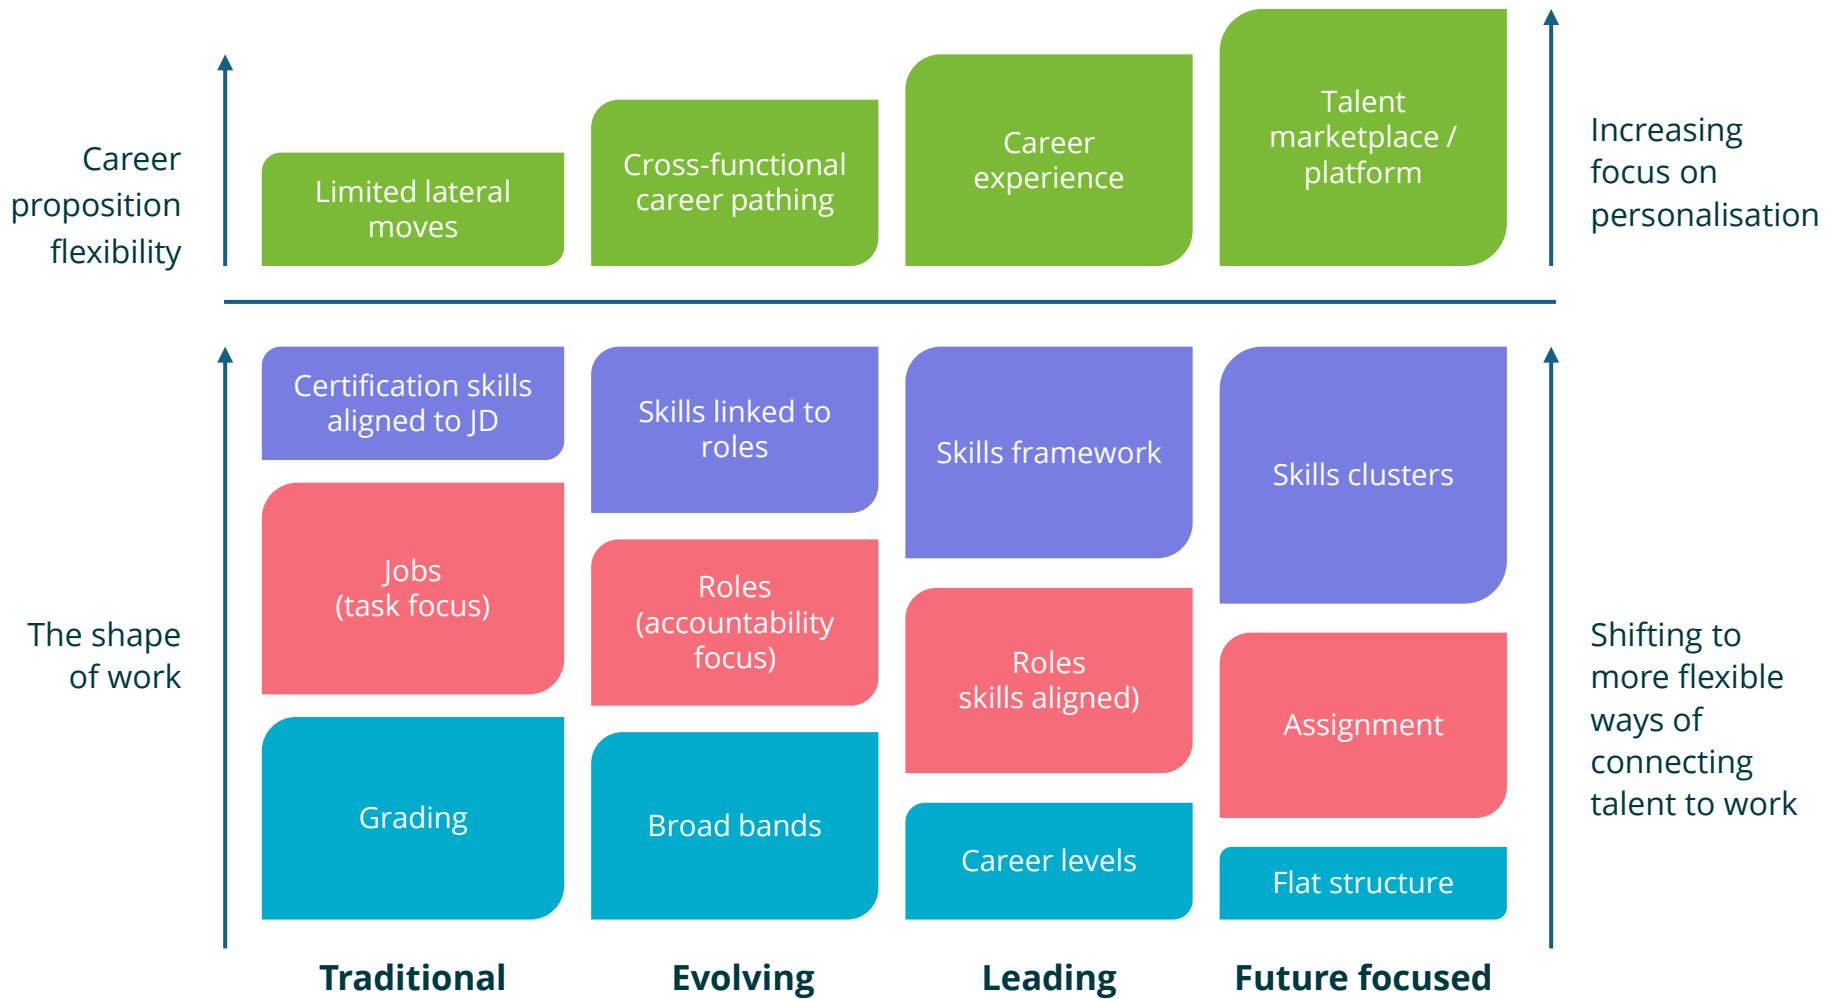 Career
proposition
flexibility
Limited lateral
moves
Cross-functional
career pathing
Career
experience
Talent
marketplace /
platform
Increasing
focus on
personalisation
The shape
of work
Certification skills
aligned to JD
Skills linked to
roles
Skills framework
Skills clusters
Jobs
(task focus)
Roles
(accountability
focus)
Roles
skills aligned)
Assignment
Grading
Broad bands
Career levels
Flat structure
Shifting to
more flexible
ways of
connecting
talent to work
Traditional
Evolving
Leading
Future focused